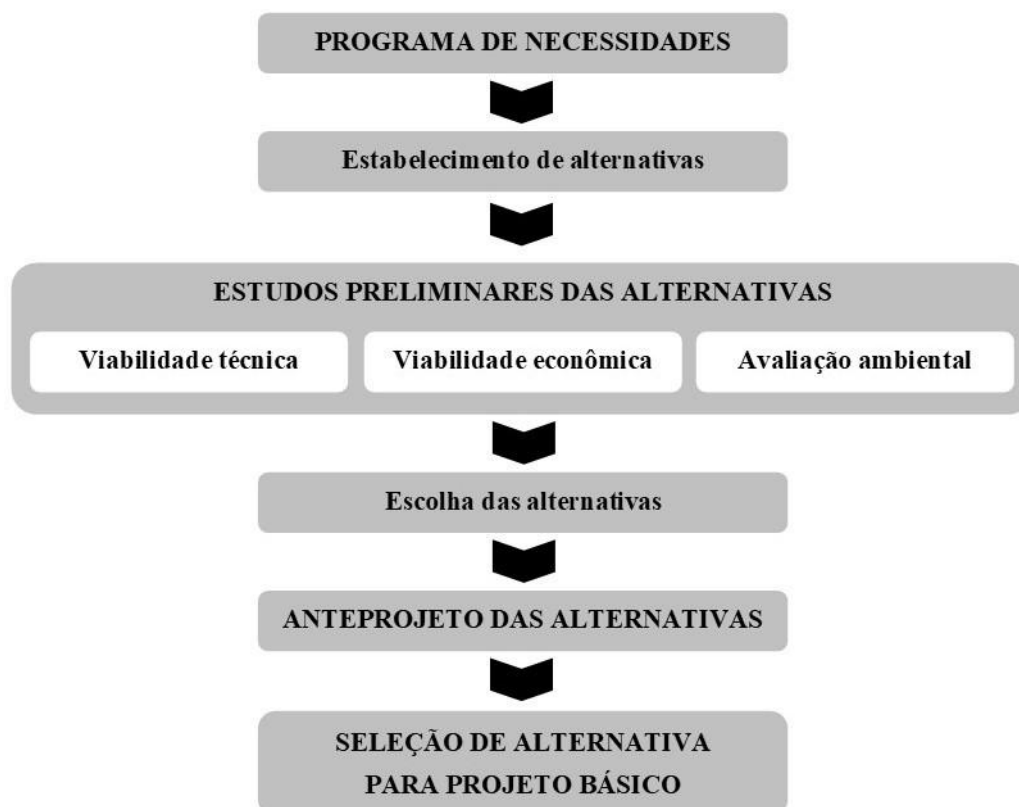 PROGRAMA DE NECESSIDADES
Estabelecimento de alternativas
ESTUDOS PRELIMINARES DAS ALTERNATIVAS
Viabilidade técnica
Viabilidade econômica
Avaliação ambiental
Escolha das alternativas
ANTEPROJETO DAS ALTERNATIVAS
SELEÇÃO DE ALTERNATIVA
PARA PROJETO BÁSICO